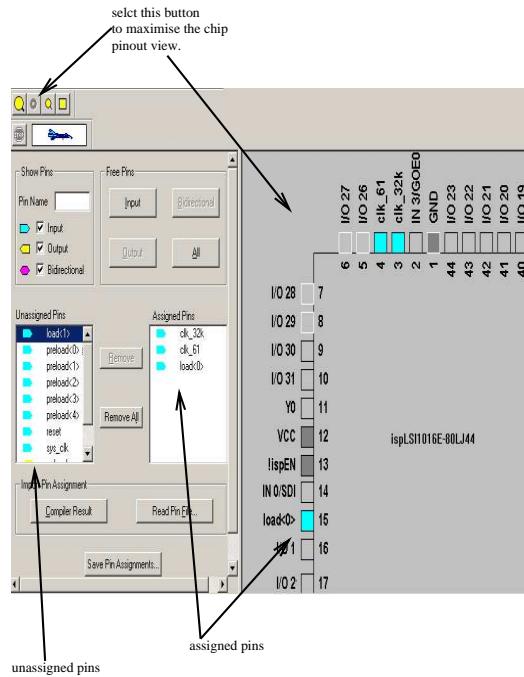 selct this button
to maximise the chip
pinout view.
Show Pins
Free Pins
Pin Name
Input
Output
Bidirectional
Input
Bidirectional
Output
All
Unassigned Pins
Assigned Pins
load<1>
preload<0>
preload<1>
preload<2>
preload<3>
preload<4>
reset
sys_clk
Remove
Remove All
clk_32k
clk_61
load<0>
Import Pin Assignment
Compiler Result
Read Pin File...
Save Pin Assignments...
I/O 27
I/O 26
clk_61
clk_32k
IN 3/GOE0
GND
I/O 23
I/O 22
I/O 21
I/O 20
I/O 19
6
5
4
3
2
1
44
43
42
41
40
I/O 28 7
I/O 29 8
I/O 30 9
I/O 31 10
Y0 11
VCC 12
!ispEN 13
IN 0/SDI 14
load<0> 15
I/O 1 16
I/O 2 17
ispLSI1016E-80LJ44
assigned pins
unassigned pins